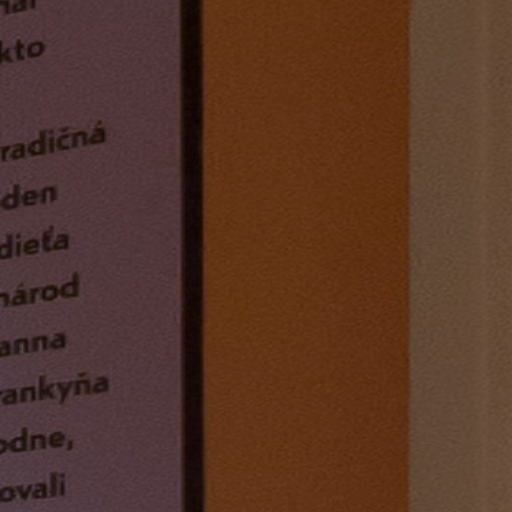 kto
radičná
den
dieťa
národ
anna
rankyňa
odne,
ovali